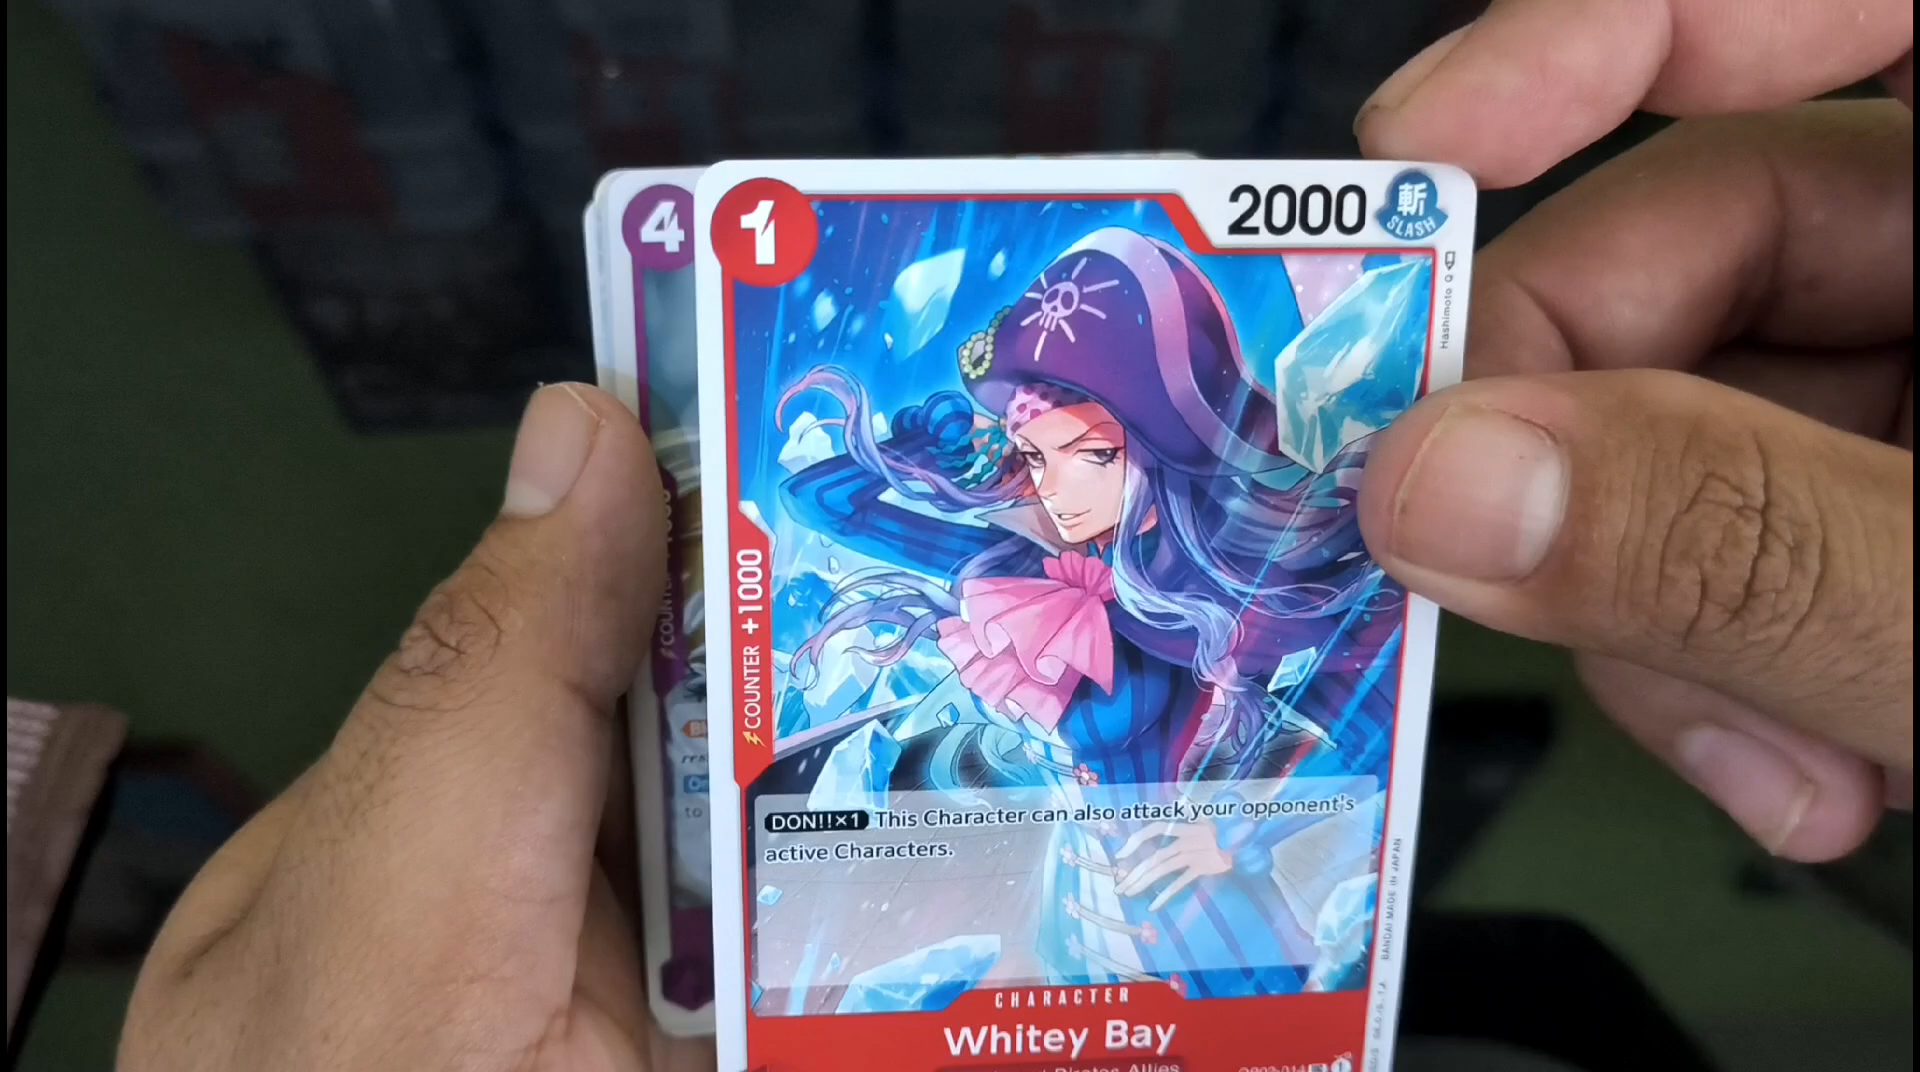 4
1
2000
斬
SLASH
Hashimoto Q
COUNTER +1000
DON!!×1 This Character can also attack your opponent's
active Characters.
to
BANDAI MADE IN JAPAN
CHARACTER
Whitey Bay
Pirates Allies